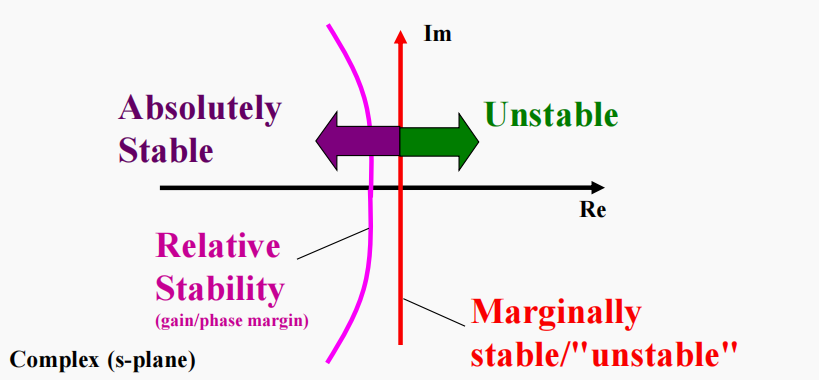 Im
Absolutely
Stable
Unstable
Re
Relative
Stability
(gain/phase margin)
Marginally
stable/"unstable"
Complex (s-plane)